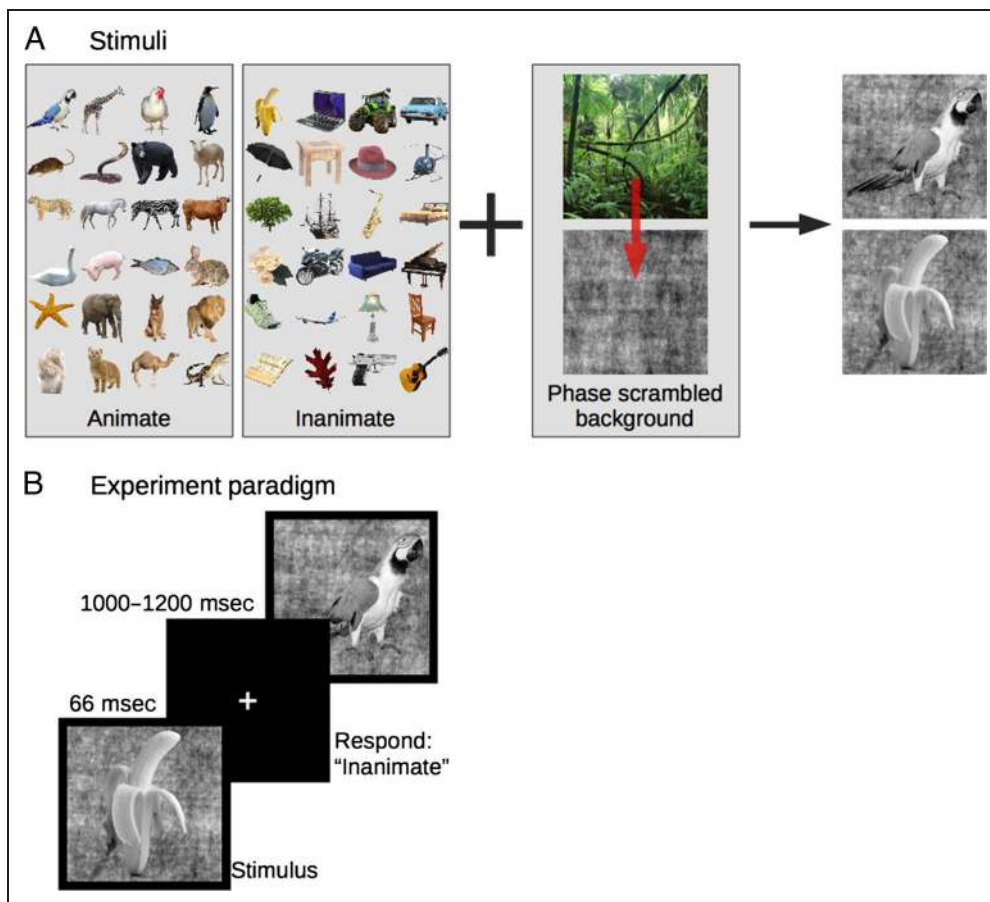 A Stimuli
Animate
Inanimate
Phase scrambled
background
B Experiment paradigm
1000–1200 msec
66 msec
Respond:
“Inanimate”
Stimulus